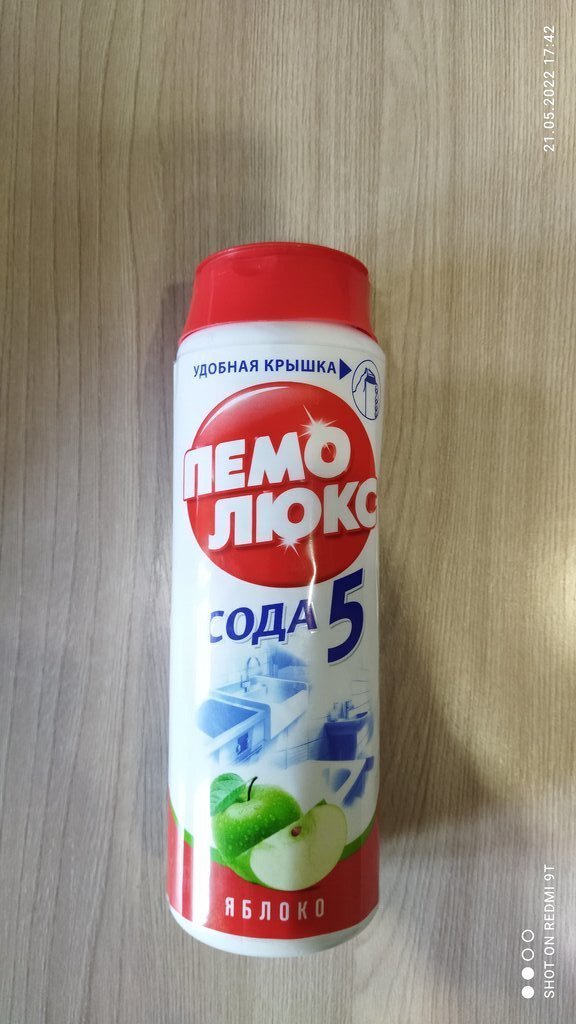 УДОБНАЯ КРЫШКА
ПЕМО
ЛЮКС
СОДА 5
ЯБЛОКО
21.05.2022 17:42
SHOT ON REDMI 9T